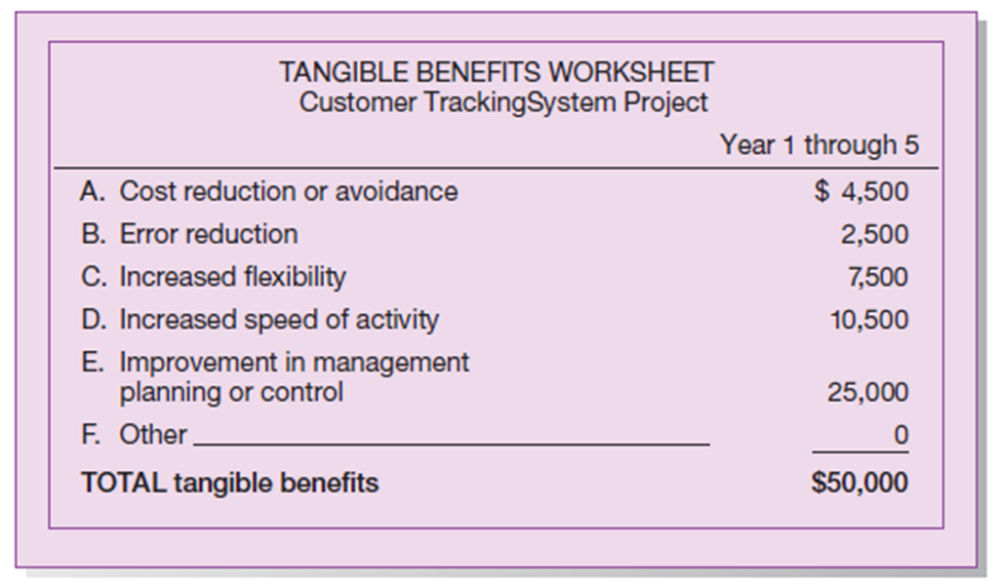 TANGIBLE BENEFITS WORKSHEET
Customer TrackingSystem Project
Year 1 through 5
A. Cost reduction or avoidance $ 4,500
B. Error reduction 2,500
C. Increased flexibility 7,500
D. Increased speed of activity 10,500
E. Improvement in management
planning or control 25,000
F. Other 0
TOTAL tangible benefits $50,000